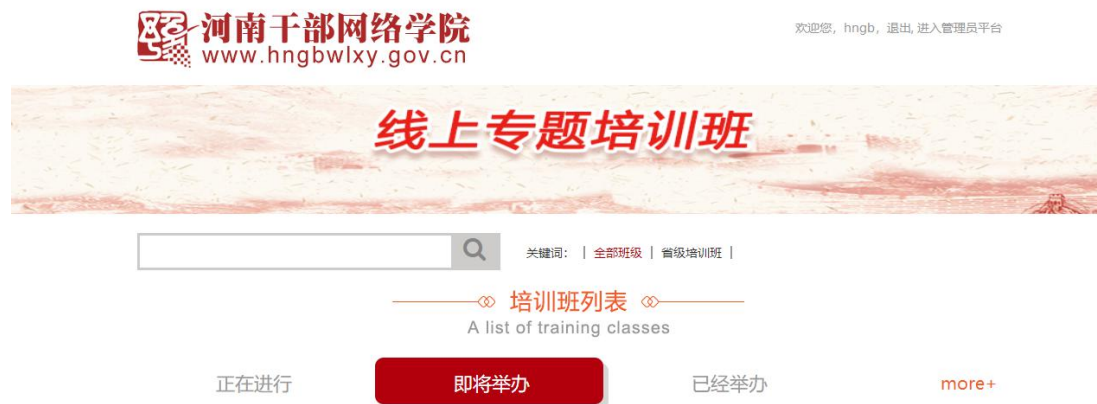 河南干部网络学院
www.hngbwlxy.gov.cn
欢迎您, hngb, 退出, 进入管理员平台
线上专题培训班
关键词: | 全部班级 | 省级培训班 |
培训班列表
A list of training classes
正在进行 即将举办 已经举办 more+